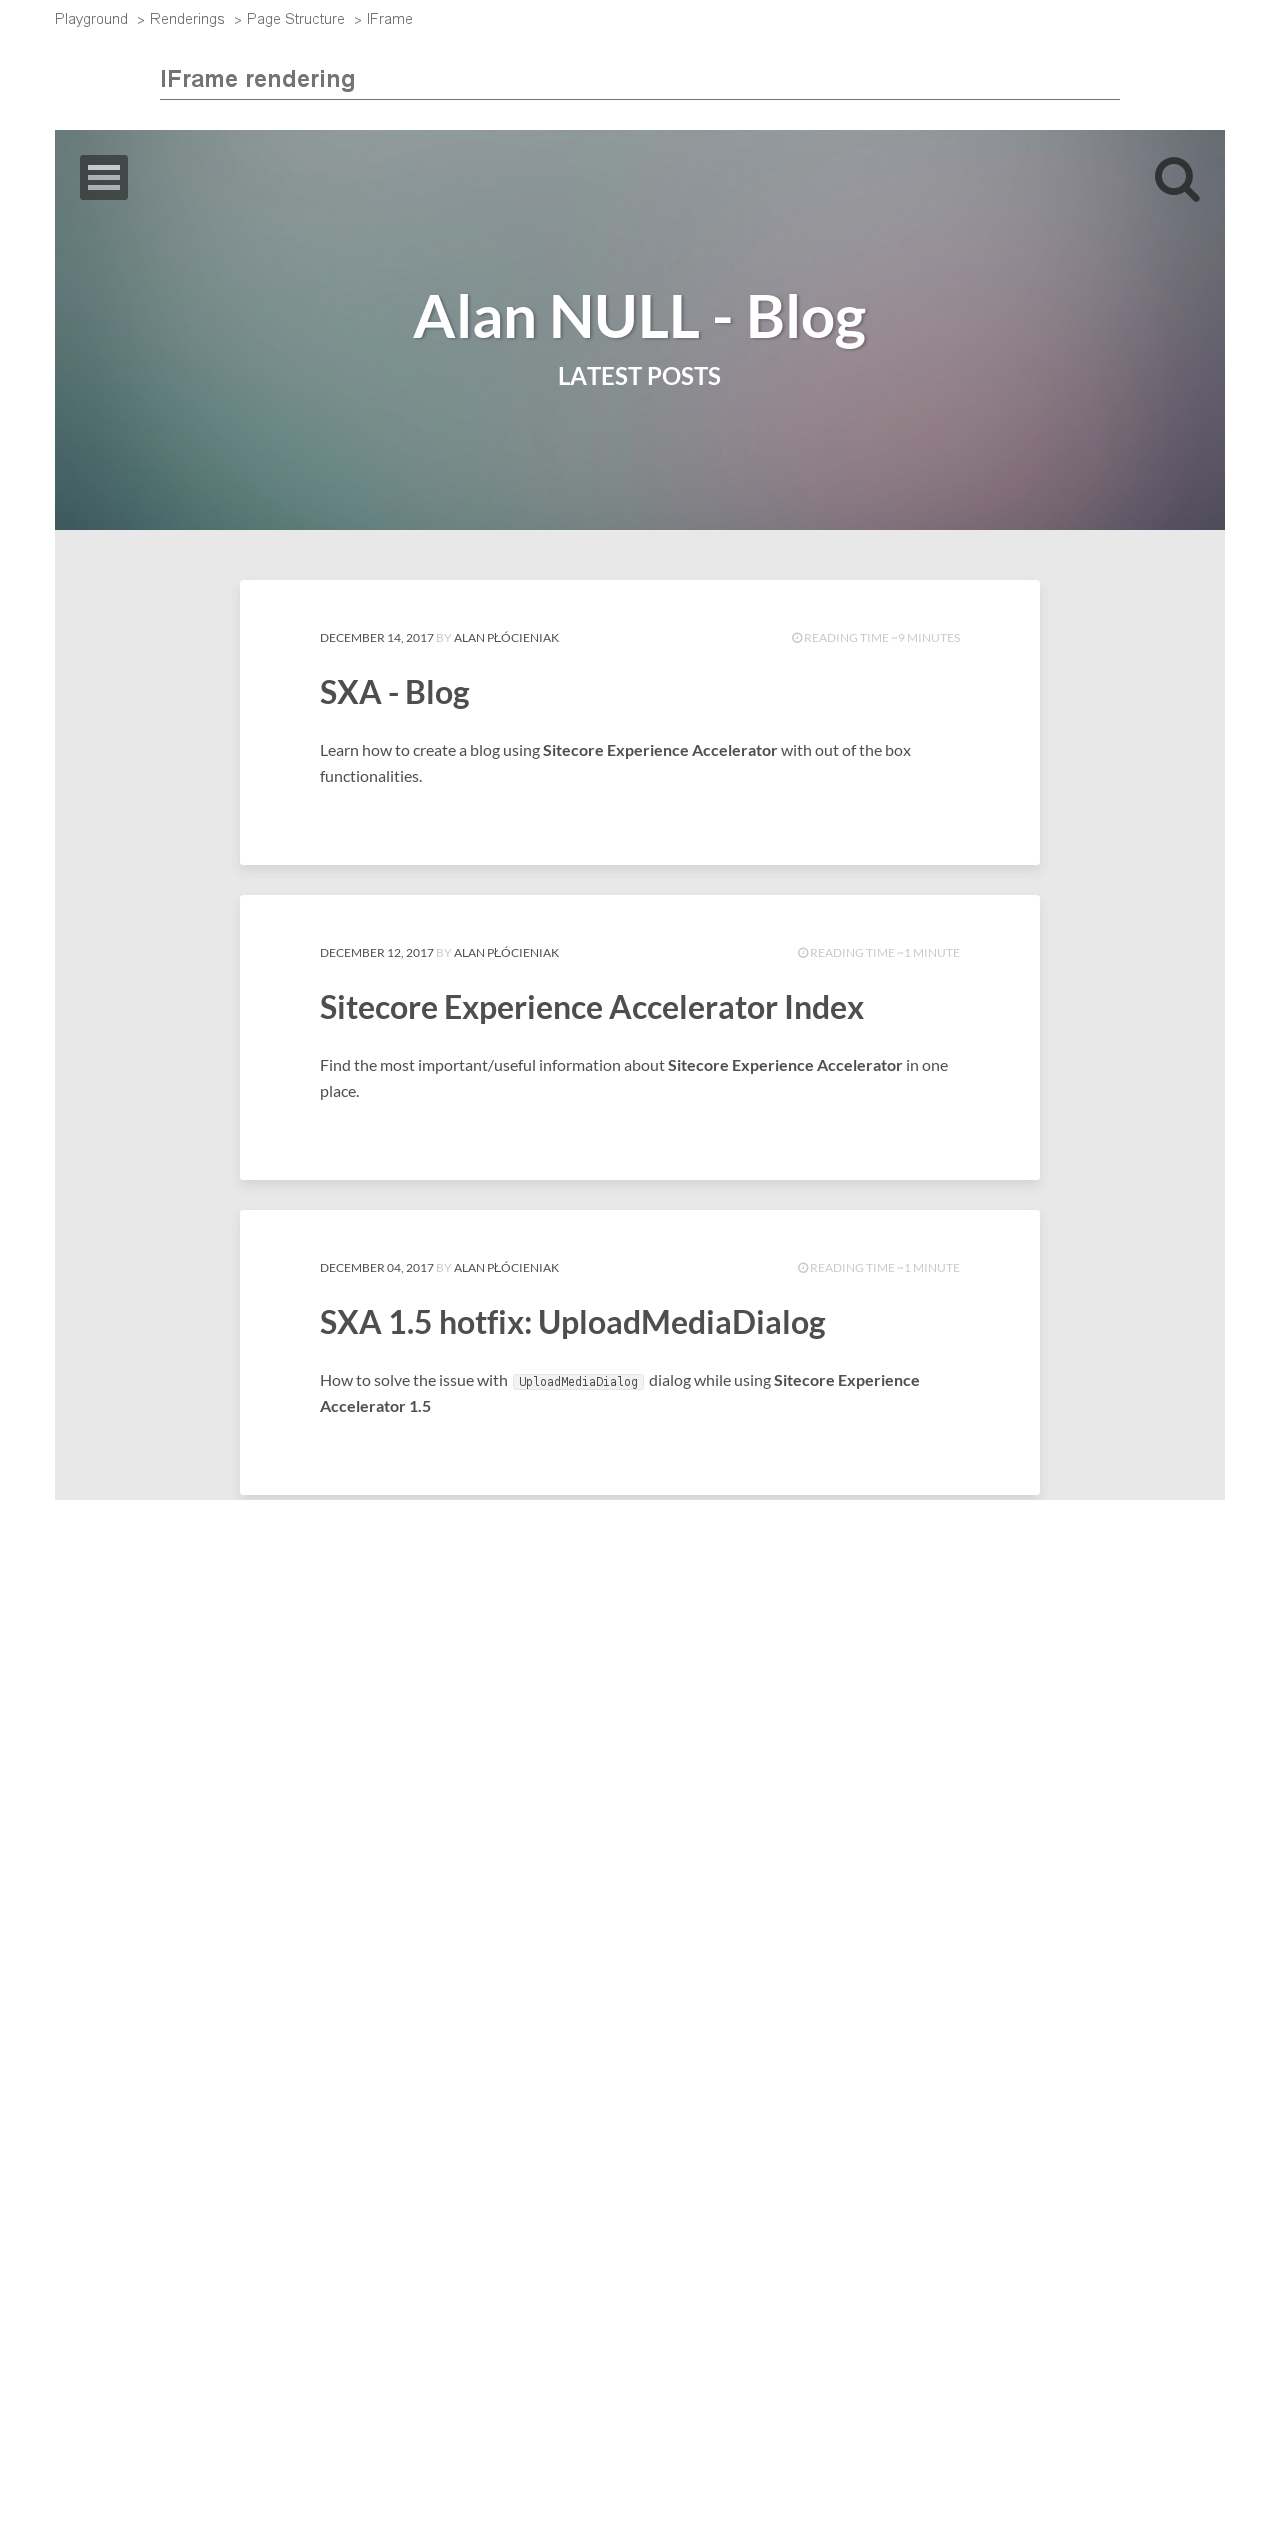 Playground > Renderings > Page Structure > IFrame
IFrame rendering
Alan NULL - Blog
LATEST POSTS
DECEMBER 14, 2017 BY ALAN PŁÓCIENIAK READING TIME ~9 MINUTES
SXA - Blog
Learn how to create a blog using Sitecore Experience Accelerator with out of the box
functionalities.
DECEMBER 12, 2017 BY ALAN PŁÓCIENIAK READING TIME ~1 MINUTE
Sitecore Experience Accelerator Index
Find the most important/useful information about Sitecore Experience Accelerator in one
place.
DECEMBER 04, 2017 BY ALAN PŁÓCIENIAK READING TIME ~1 MINUTE
SXA 1.5 hotfix: UploadMediaDialog
How to solve the issue with UploadMediaDialog dialog while using Sitecore Experience
Accelerator 1.5